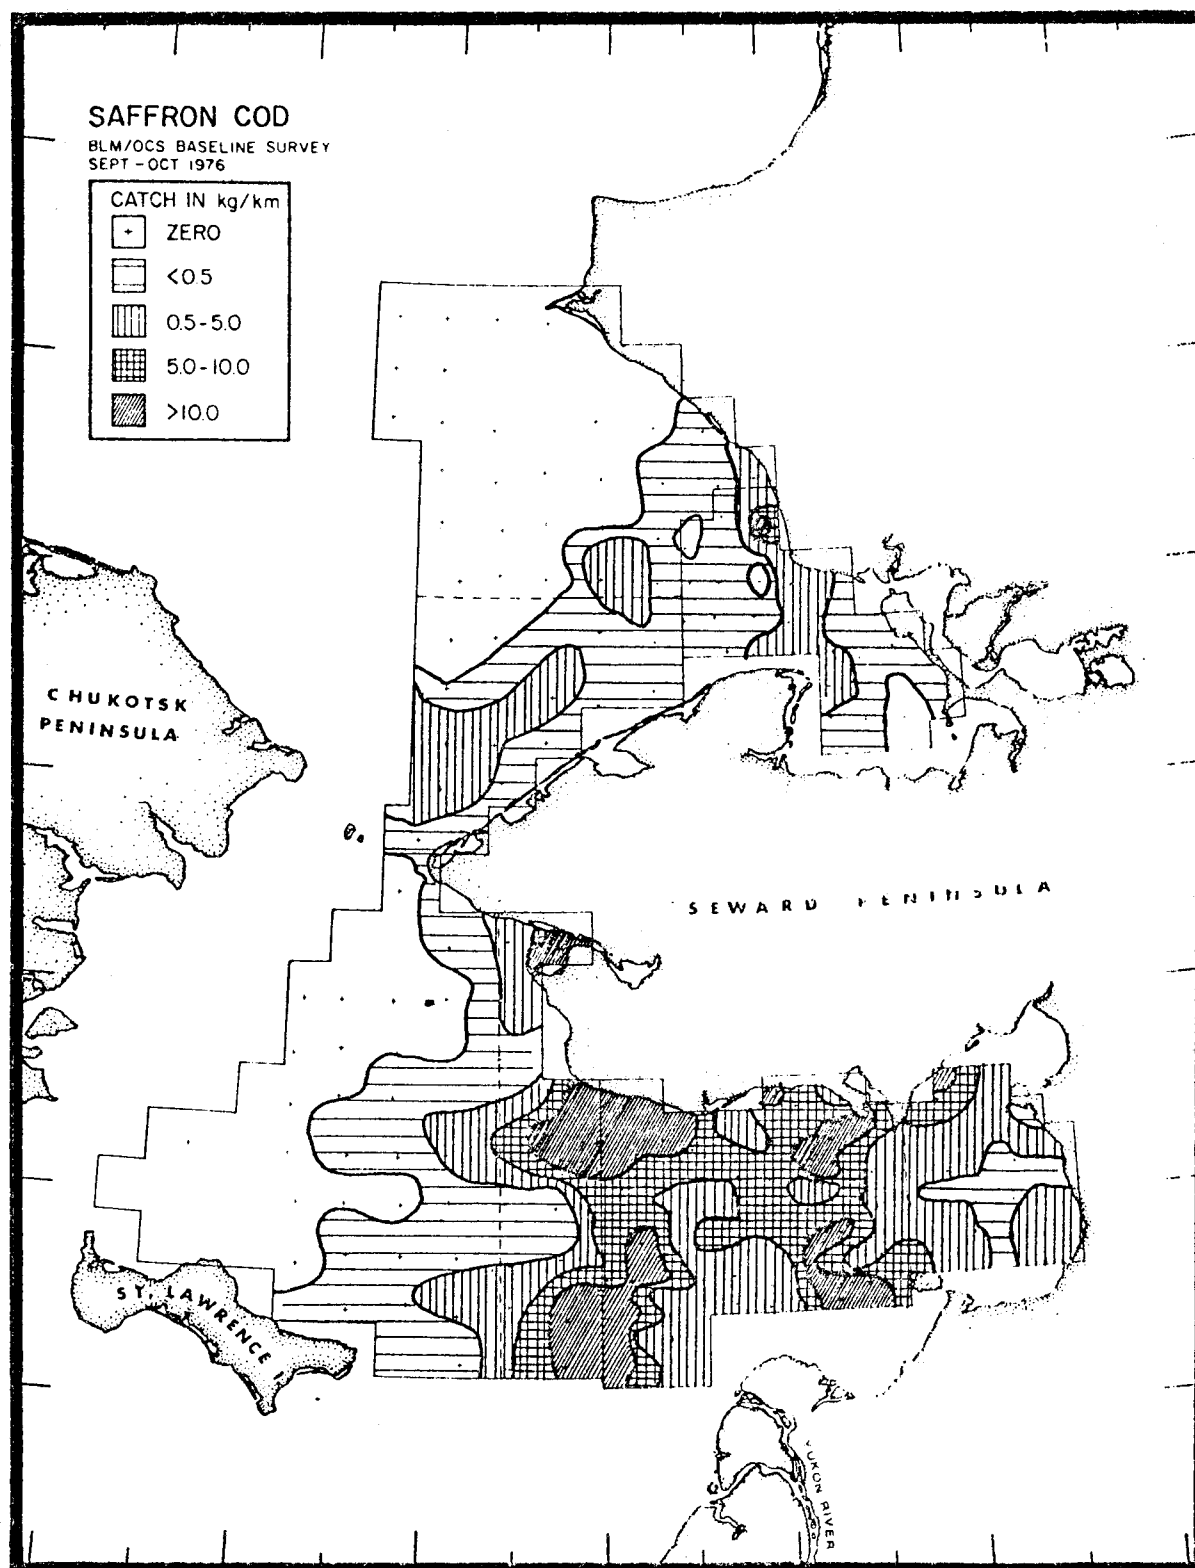 SAFFRON COD
BLM/OCS BASELINE SURVEY
SEPT-OCT 1976
CATCH IN kg/km
ZERO
<0.5
0.5-5.0
5.0-10.0
>10.0
CHUKOTSK
PENINSULA
SEWARD PENINSULA
ST. LAWRENCE I
YUKON RIVER